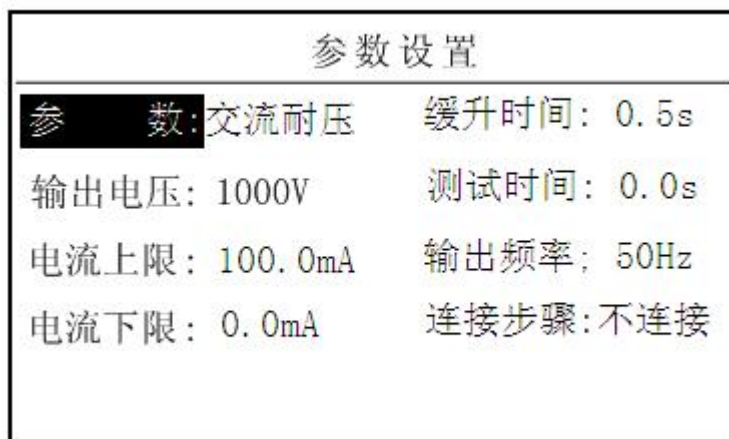 参数设置
参 数:交流耐压 缓升时间: 0.5s
输出电压: 1000V 测试时间: 0.0s
电流上限: 100.0mA 输出频率; 50Hz
电流下限: 0.0mA 连接步骤:不连接